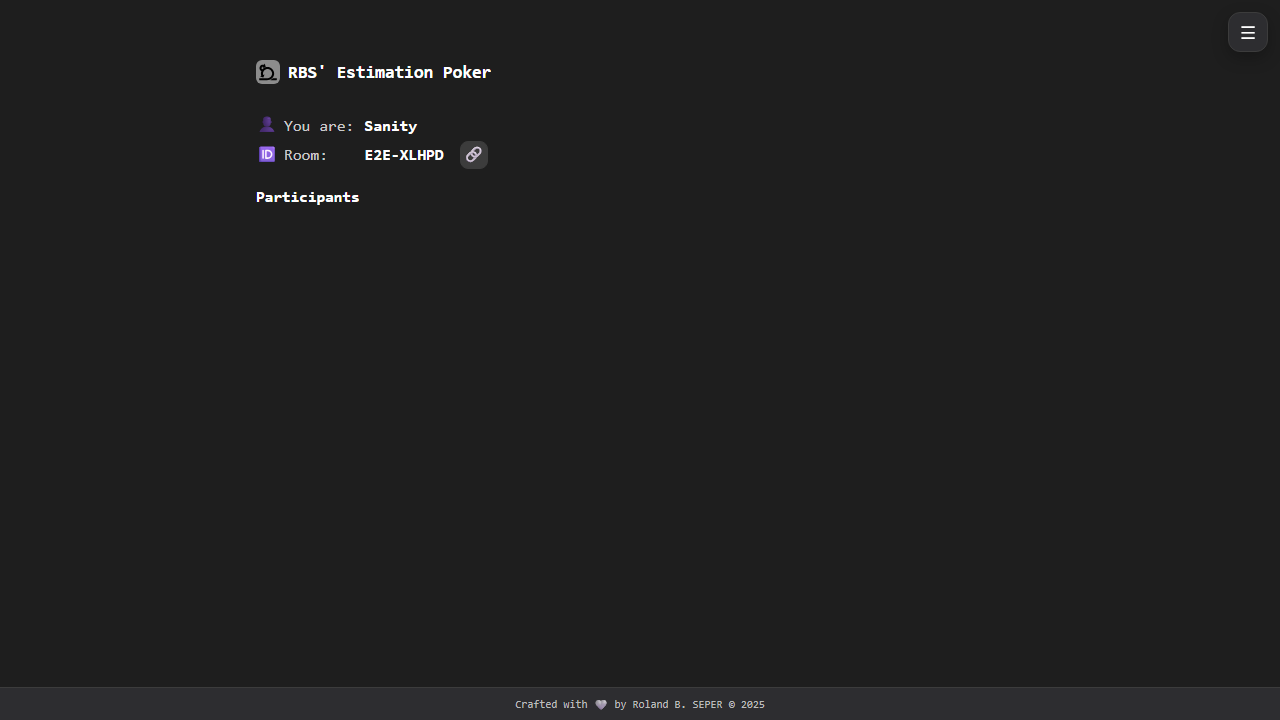 RBS' Estimation Poker
You are: Sanity
🆔 Room: E2E-XLHPD
Participants
Crafted with 🩶 by Roland B. SEPER © 2025